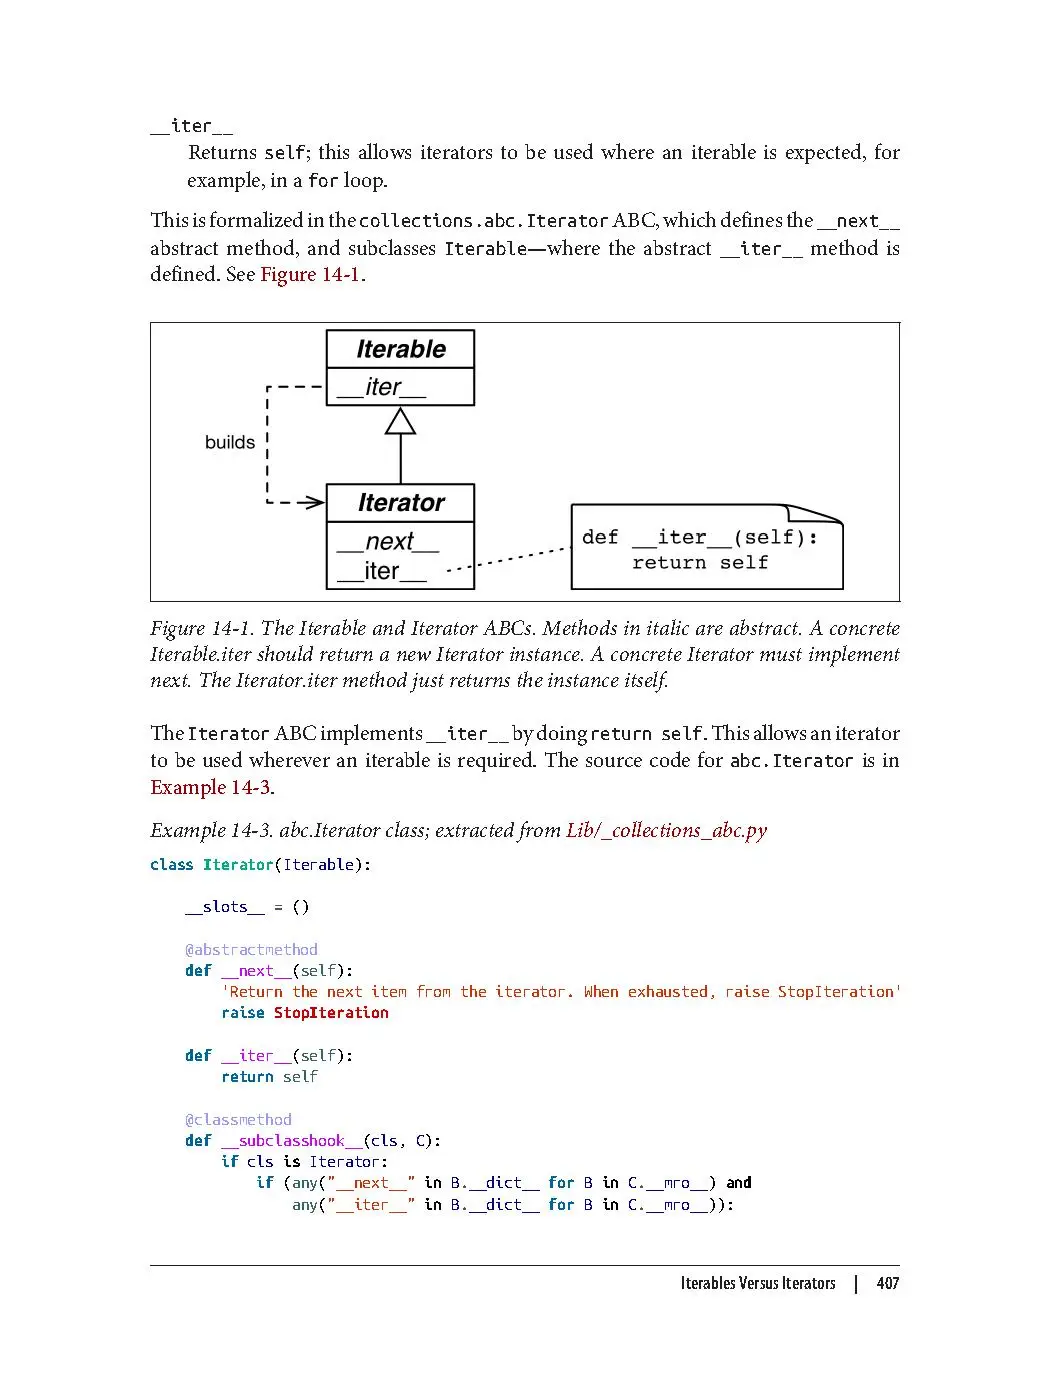 __iter__
Returns self; this allows iterators to be used where an iterable is expected, for
example, in a for loop.
This is formalized in the collections.abc.Iterator ABC, which defines the __next__
abstract method, and subclasses Iterable—where the abstract __iter__ method is
defined. See Figure 14-1.
Iterable
__iter__
builds
Iterator
__next__
__iter__
def __iter__(self):
    return self
Figure 14-1. The Iterable and Iterator ABCs. Methods in italic are abstract. A concrete
Iterable.iter should return a new Iterator instance. A concrete Iterator must implement
next. The Iterator.iter method just returns the instance itself.
The Iterator ABC implements __iter__ by doing return self. This allows an iterator
to be used wherever an iterable is required. The source code for abc.Iterator is in
Example 14-3.
Example 14-3. abc.Iterator class; extracted from Lib/_collections_abc.py
class Iterator(Iterable):
    __slots__ = ()
    @abstractmethod
    def __next__(self):
        'Return the next item from the iterator. When exhausted, raise StopIteration'
        raise StopIteration
    def __iter__(self):
        return self
    @classmethod
    def __subclasshook__(cls, C):
        if cls is Iterator:
            if (any("__next__" in B.__dict__ for B in C.__mro__) and
                any("__iter__" in B.__dict__ for B in C.__mro__)):
Iterables Versus Iterators | 407